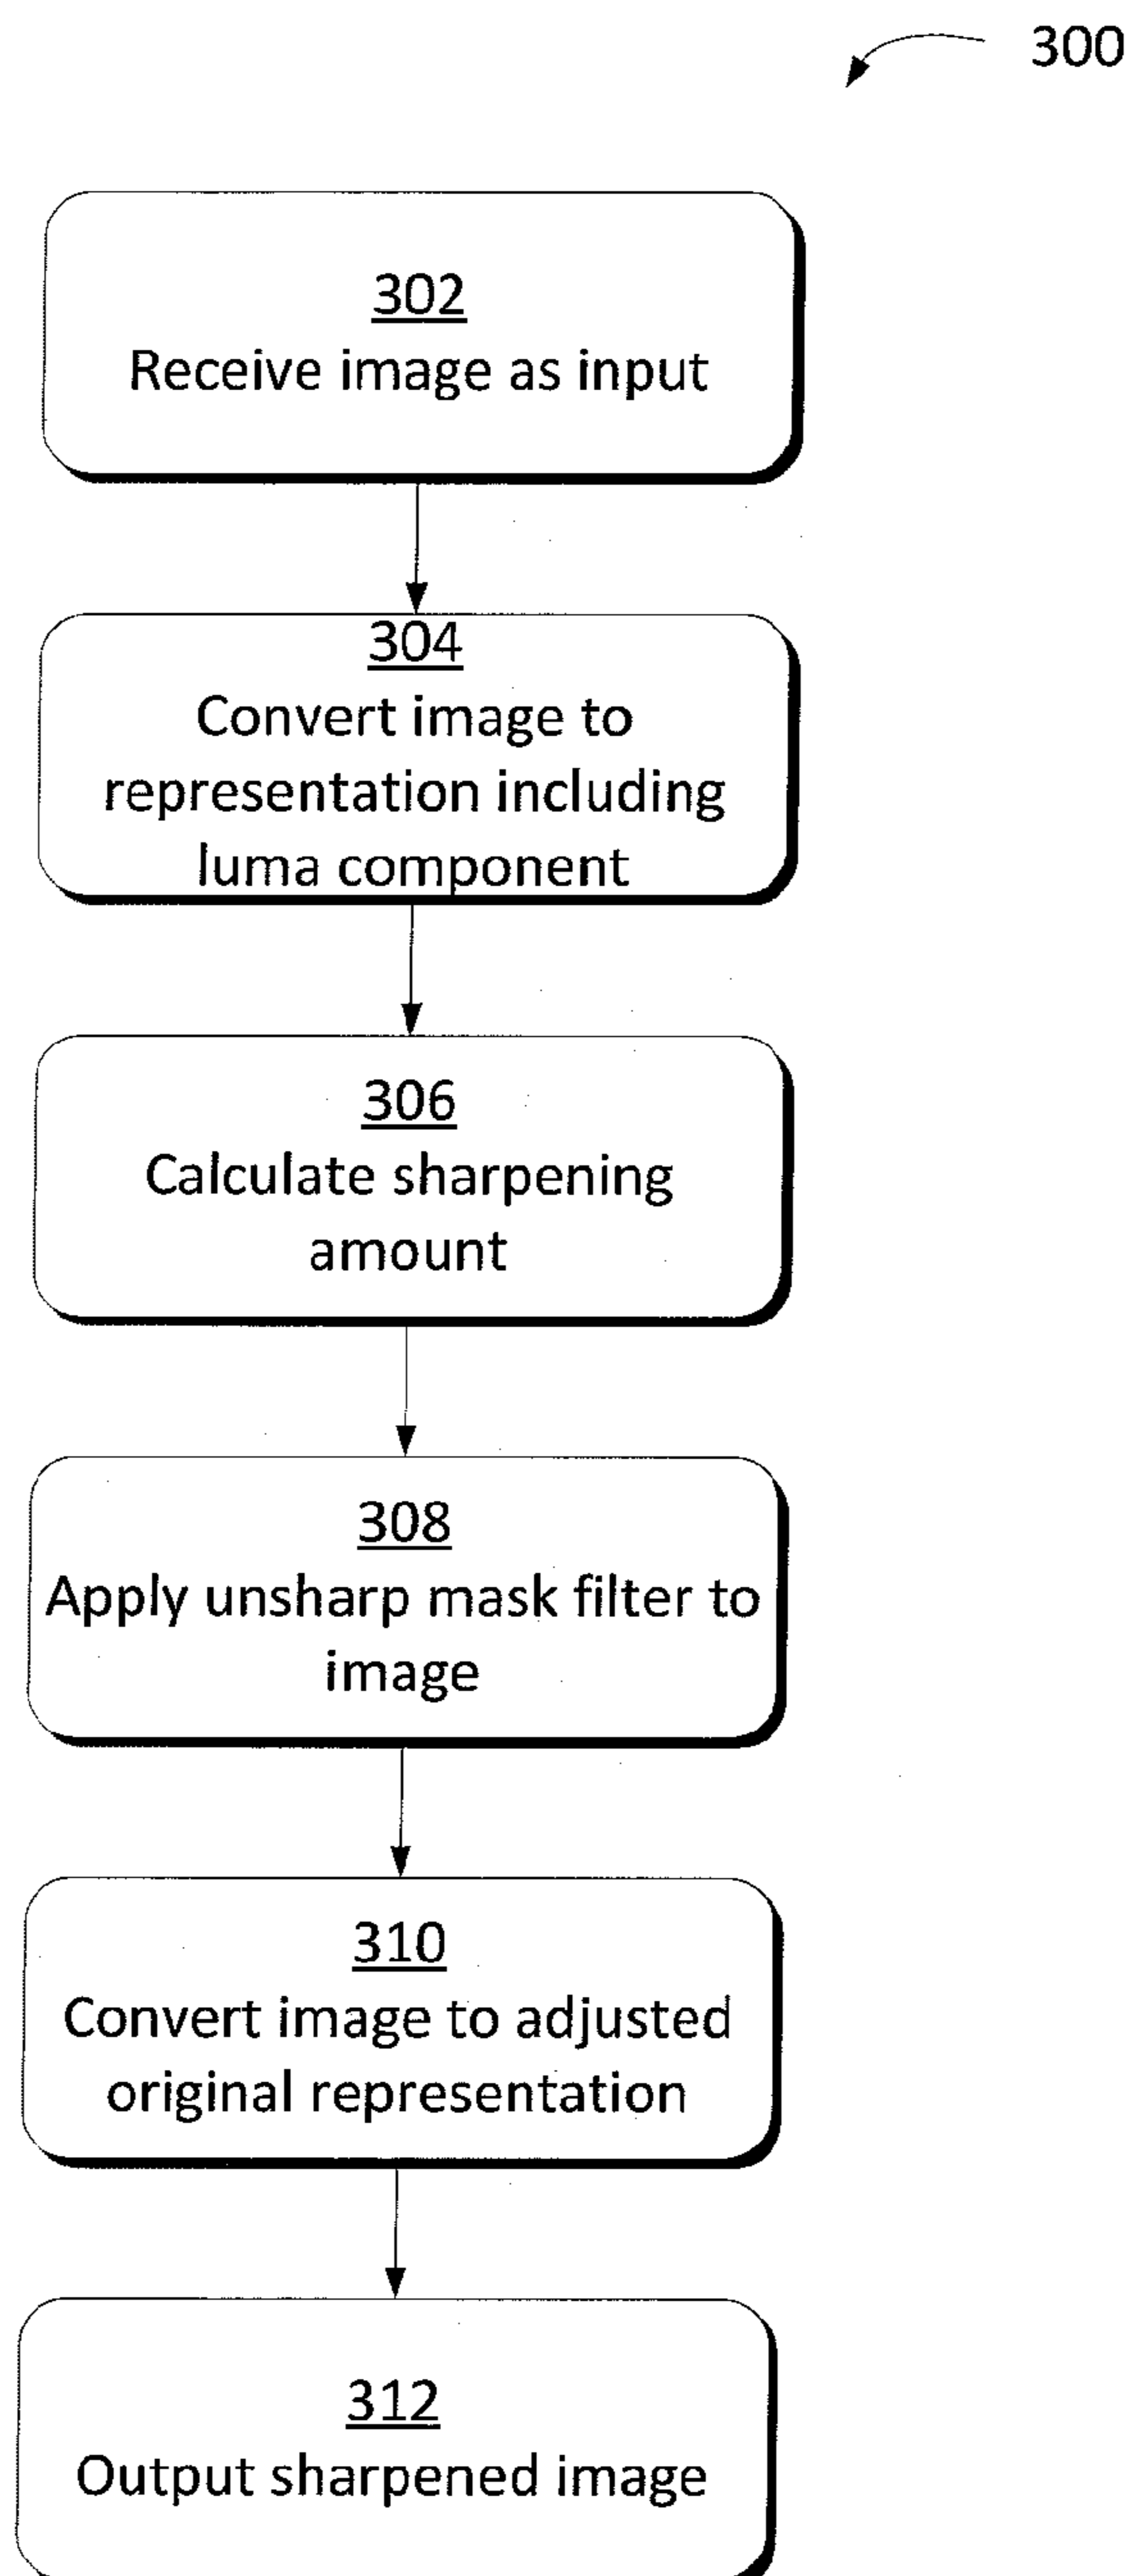 300
302
Receive image as input
304
Convert image to
representation including
luma component
306
Calculate sharpening
amount
308
Apply unsharp mask filter to
image
310
Convert image to adjusted
original representation
312
Output sharpened image